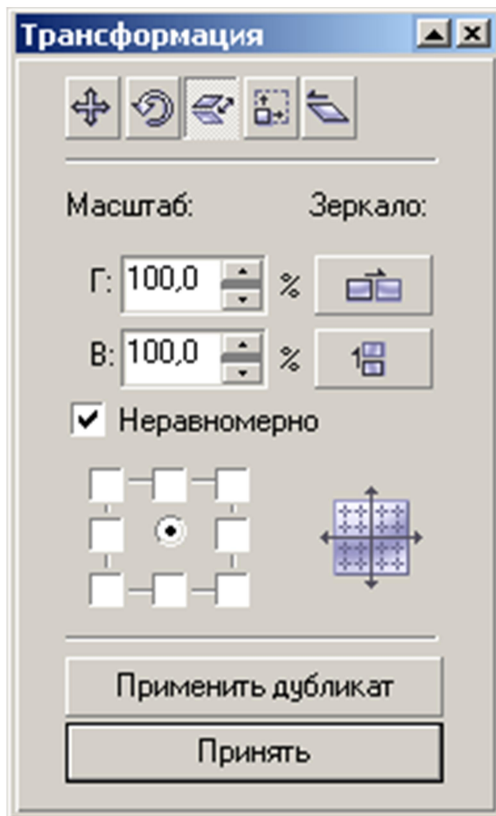 Трансформация
Масштаб: Зеркало:
Г: 100,0 %
В: 100,0 %
Неравномерно
Применить дубликат
Принять